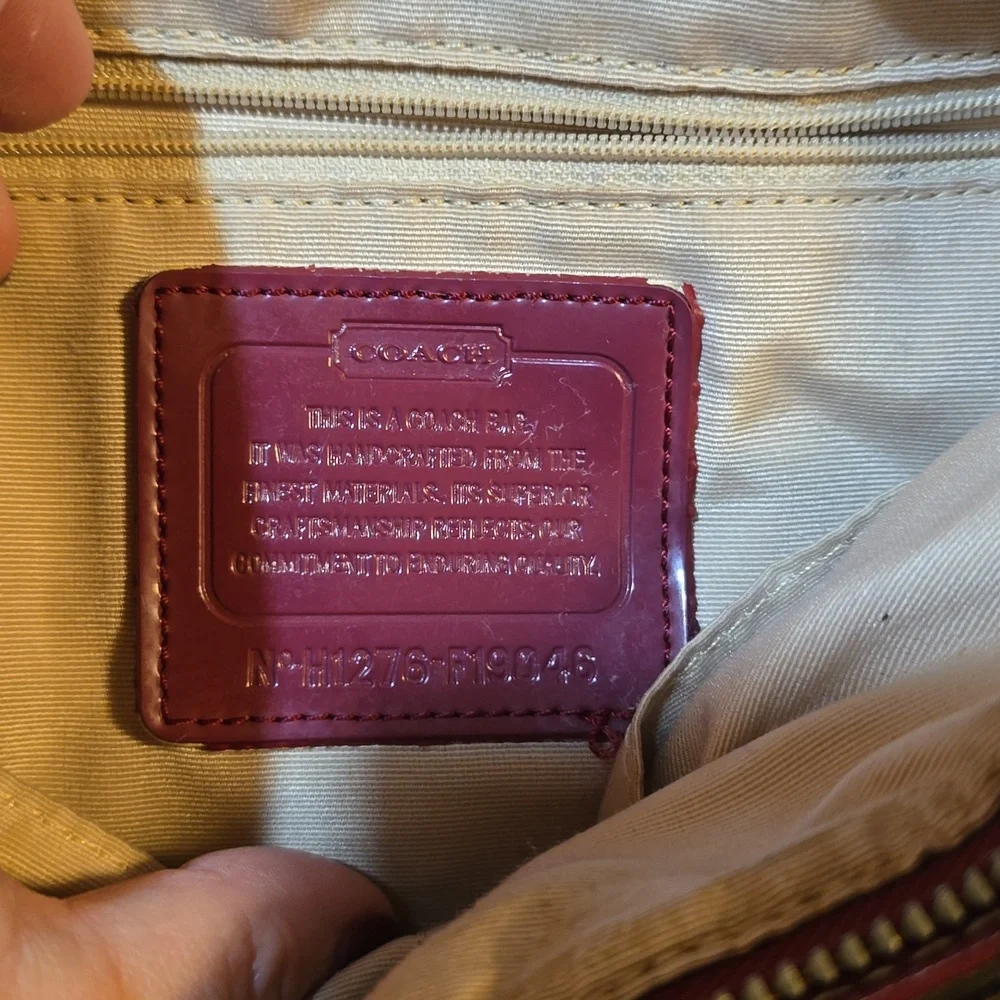 COACH
THIS IS A COACH BAG.
IT WAS HANDCRAFTED FROM THE
FINEST MATERIALS. ITS SUPERIOR
CRAFTSMANSHIP REFLECTS OUR
COMMITMENT TO ENDURING QUALITY.
Nº H1276-F19046